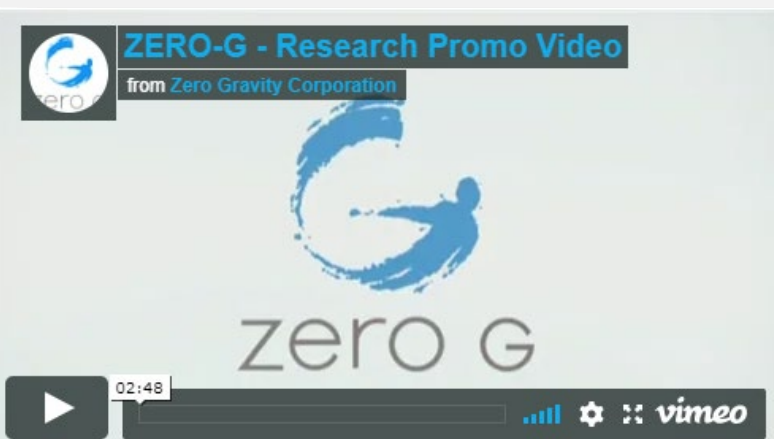 ZERO-G - Research Promo Video
from Zero Gravity Corporation
zero G
zero G
02:48
vimeo